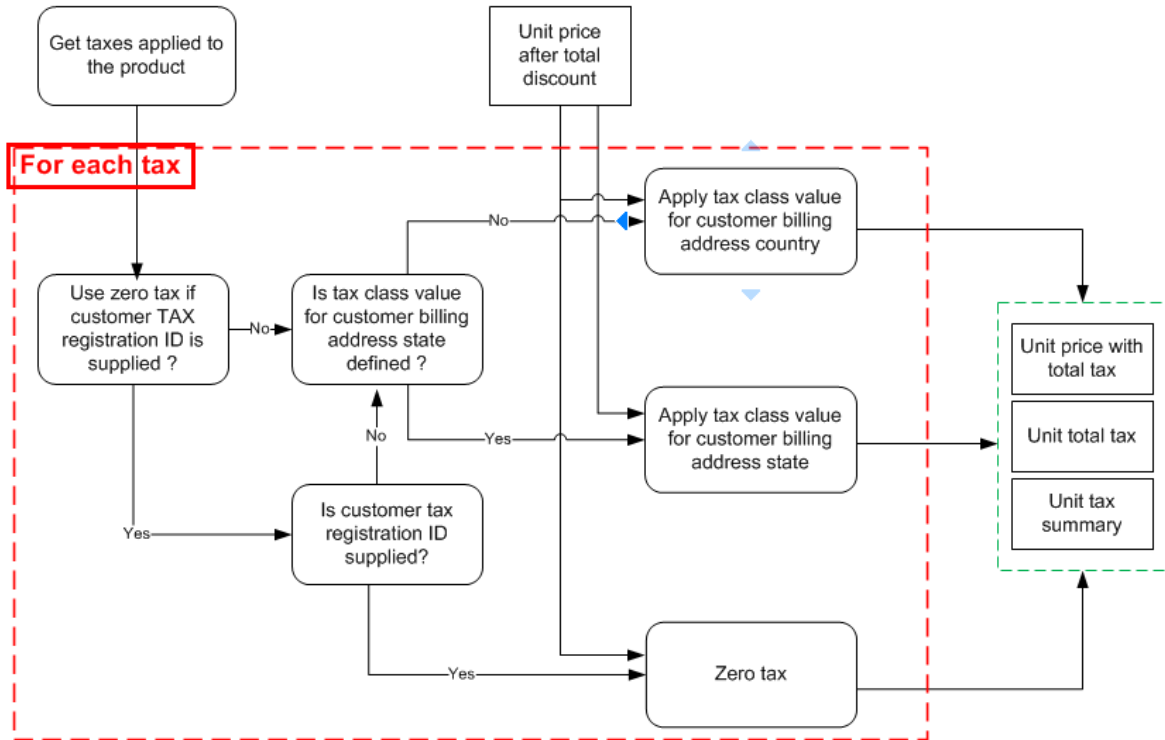 Get taxes applied to
the product
Unit price
after total
discount
For each tax
Apply tax class value
for customer billing
address country
No
Use zero tax if
customer TAX
registration ID is
supplied ?
No
Is tax class value
for customer billing
address state
defined ?
Unit price with
total tax
Unit total tax
Unit tax
summary
Apply tax class value
for customer billing
address state
Yes
No
Is customer tax
registration ID
supplied?
Yes
Yes
Zero tax